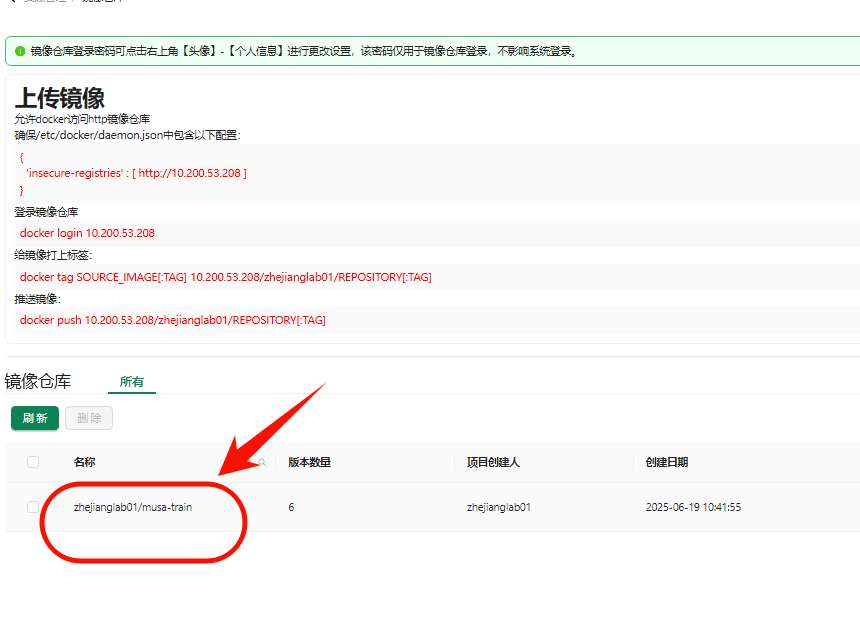 镜像仓库登录密码可点击右上角【头像】-【个人信息】进行更改设置，该密码仅用于镜像仓库登录，不影响系统登录。
上传镜像
允许docker访问http镜像仓库
确保/etc/docker/daemon.json中包含以下配置：
{
'insecure-registries' : [ http://10.200.53.208 ]
}
登录镜像仓库
docker login 10.200.53.208
给镜像打上标签：
docker tag SOURCE_IMAGE[:TAG] 10.200.53.208/zhejianglab01/REPOSITORY[:TAG]
推送镜像：
docker push 10.200.53.208/zhejianglab01/REPOSITORY[:TAG]
镜像仓库 所有
刷新 删除
名称 版本数量 项目创建人 创建日期
zhejianglab01/musa-train 6 zhejianglab01 2025-06-19 10:41:55